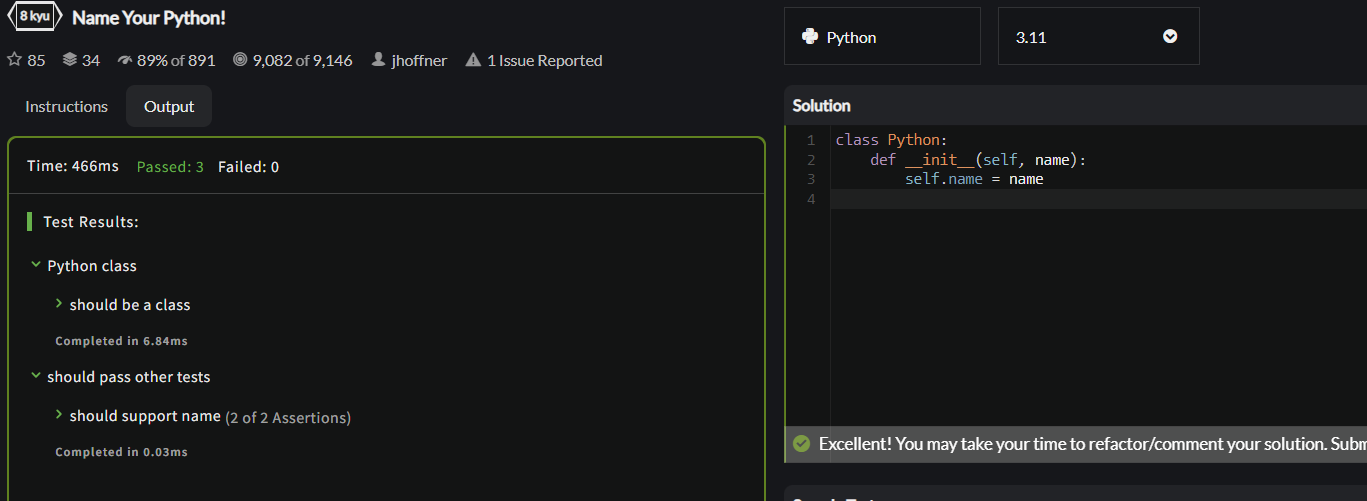 8 kyu Name Your Python!
85 34 89% of 891 9,082 of 9,146 jhoffner 1 Issue Reported
Instructions Output
Time: 466ms Passed: 3 Failed: 0
Test Results:
Python class
should be a class
Completed in 6.84ms
should pass other tests
should support name (2 of 2 Assertions)
Completed in 0.03ms
Python 3.11
Solution
1 class Python:
2 def __init__(self, name):
3 self.name = name
4
Excellent! You may take your time to refactor/comment your solution. Subm